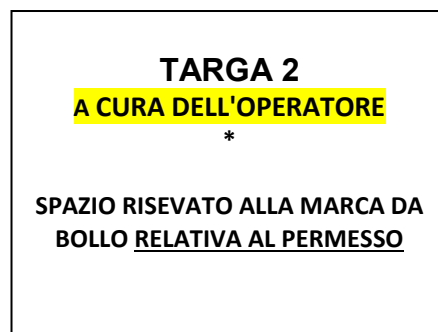 TARGA 2
A CURA DELL'OPERATORE
*
SPAZIO RISEVATO ALLA MARCA DA
BOLLO RELATIVA AL PERMESSO